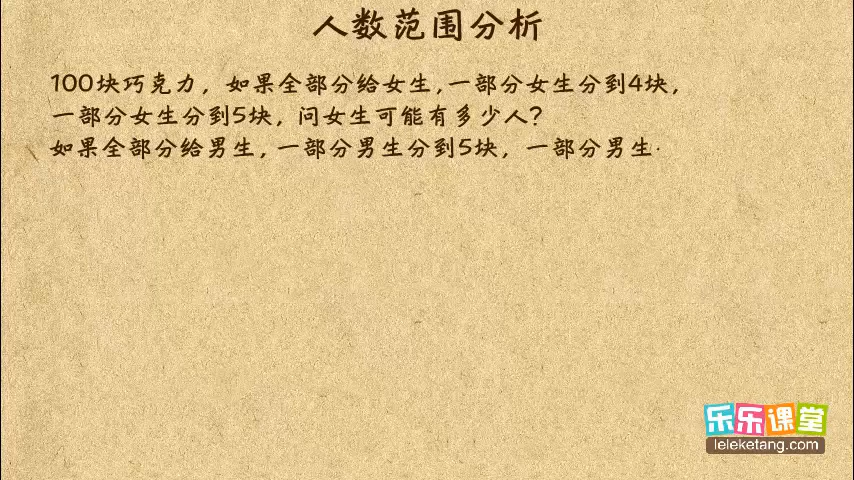 人数范围分析
100块巧克力，如果全部分给女生,一部分女生分到4块，
一部分女生分到5块，问女生可能有多少人?
如果全部分给男生,一部分男生分到5块，一部分男生
乐乐课堂
leleketang.com